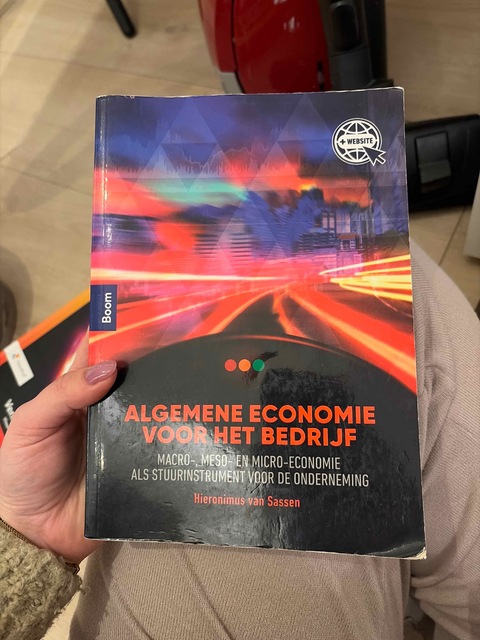 + WEBSITE
Boom
ALGEMENE ECONOMIE
VOOR HET BEDRIJF
MACRO-, MESO- EN MICRO-ECONOMIE
ALS STUURINSTRUMENT VOOR DE ONDERNEMING
Hieronimus van Sassen